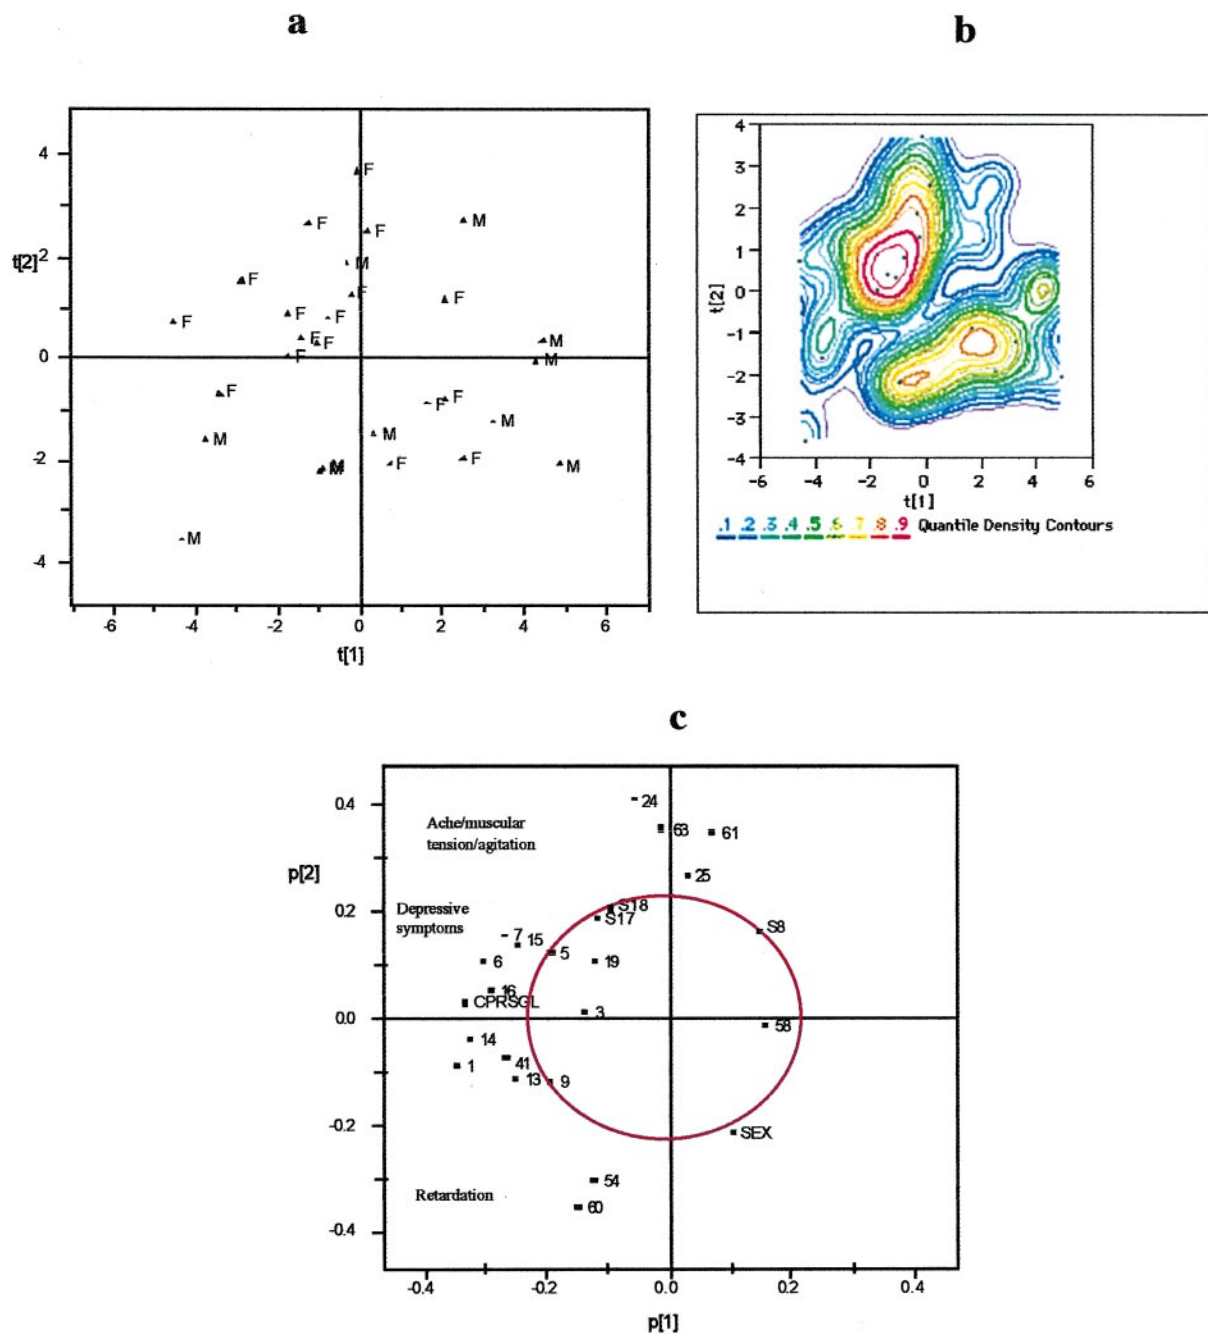 a
b
4
2
0
-2
-4
t[2]
F
F
F
M
M
F
F
F
F
F
F
F
F
F
M
M
F
F
F
M
M
M
M
F
F
M
M
-6
-4
-2
0
2
4
6
t[1]
4
3
2
1
0
-1
-2
-3
-4
t[2]
-6 -4 -2 0 2 4 6
t[1]
.1 .2 .3 .4 .5 .6 .7 .8 .9 Quantile Density Contours
c
0.4
0.2
0.0
-0.2
-0.4
p[2]
Ache/muscular
tension/agitation
Depressive
symptoms
Retardation
24
63
61
25
S18
S17
S8
7
15
5
6
19
16
CPRSGL
3
58
14
1
41
13
9
SEX
54
60
-0.4
-0.2
0.0
0.2
0.4
p[1]